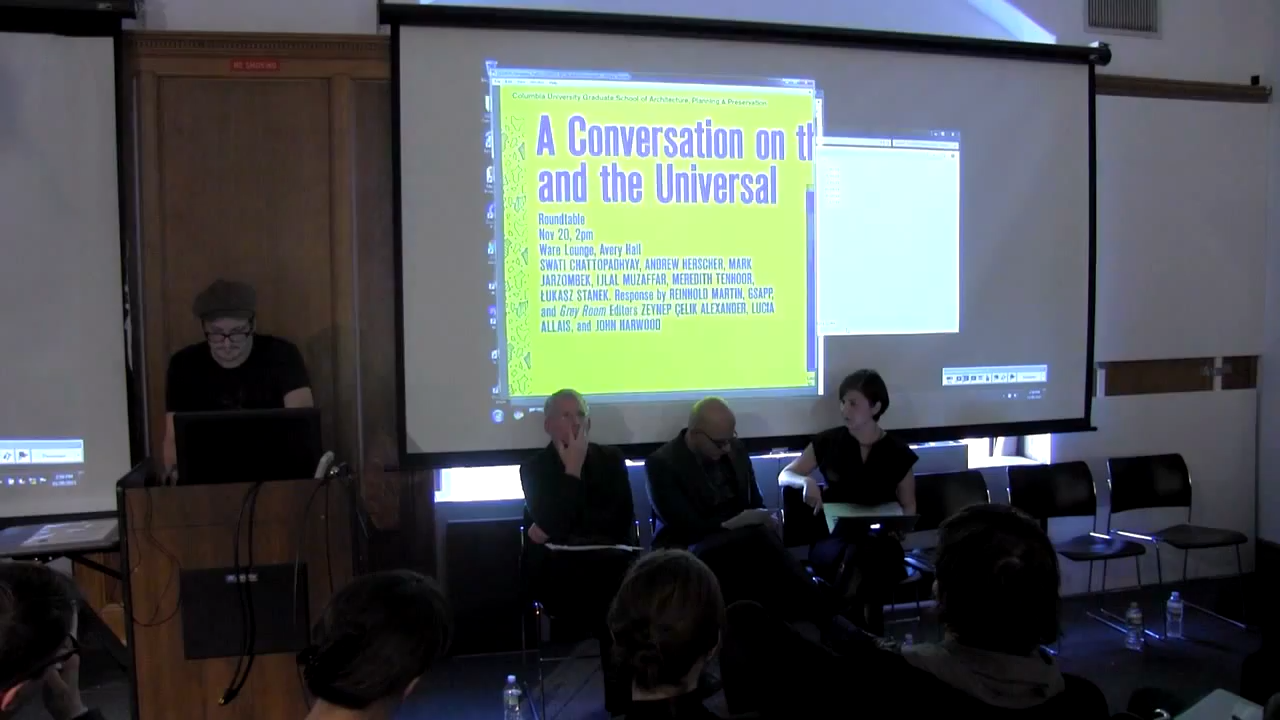 NO SMOKING
Columbia University Graduate School of Architecture, Planning & Preservation
A Conversation on th
and the Universal
Roundtable
Nov 20, 2pm
Ware Lounge, Avery Hall
SWATI CHATTOPADHYAY, ANDREW HERSCHER, MARK
JARZOMBEK, IJLAL MUZAFFAR, MEREDITH TENHOOR,
ŁUKASZ STANEK. Response by REINHOLD MARTIN, GSAPP,
and Grey Room Editors ZEYNEP ÇELIK ALEXANDER, LUCIA
ALLAIS, and JOHN HARWOOD